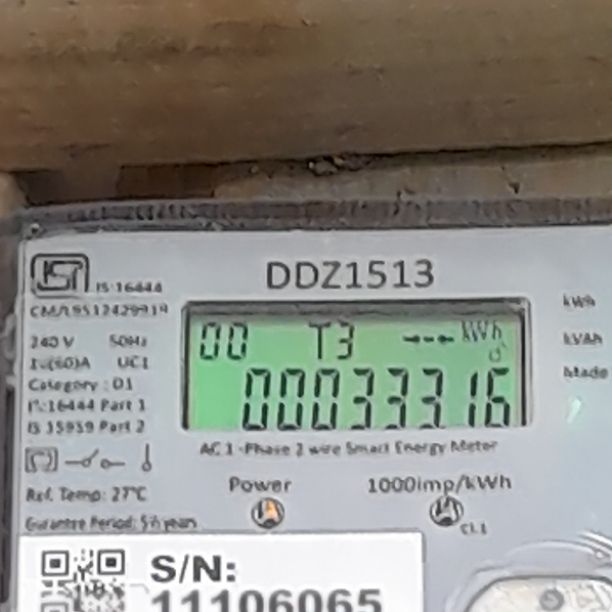 IS 16444
DDZ1513
240 V 50Hz
UC1
Category : D1
IS:16444 Part 1
IS 15959 Part 2
00 T3 --- kWh
00033316
AC 1-Phase 2 wire Smart Energy Meter
Ref. Temp: 27°C
Power 1000imp/kWh
CL1
kWh
kVAh
Made
S/N:
11106065